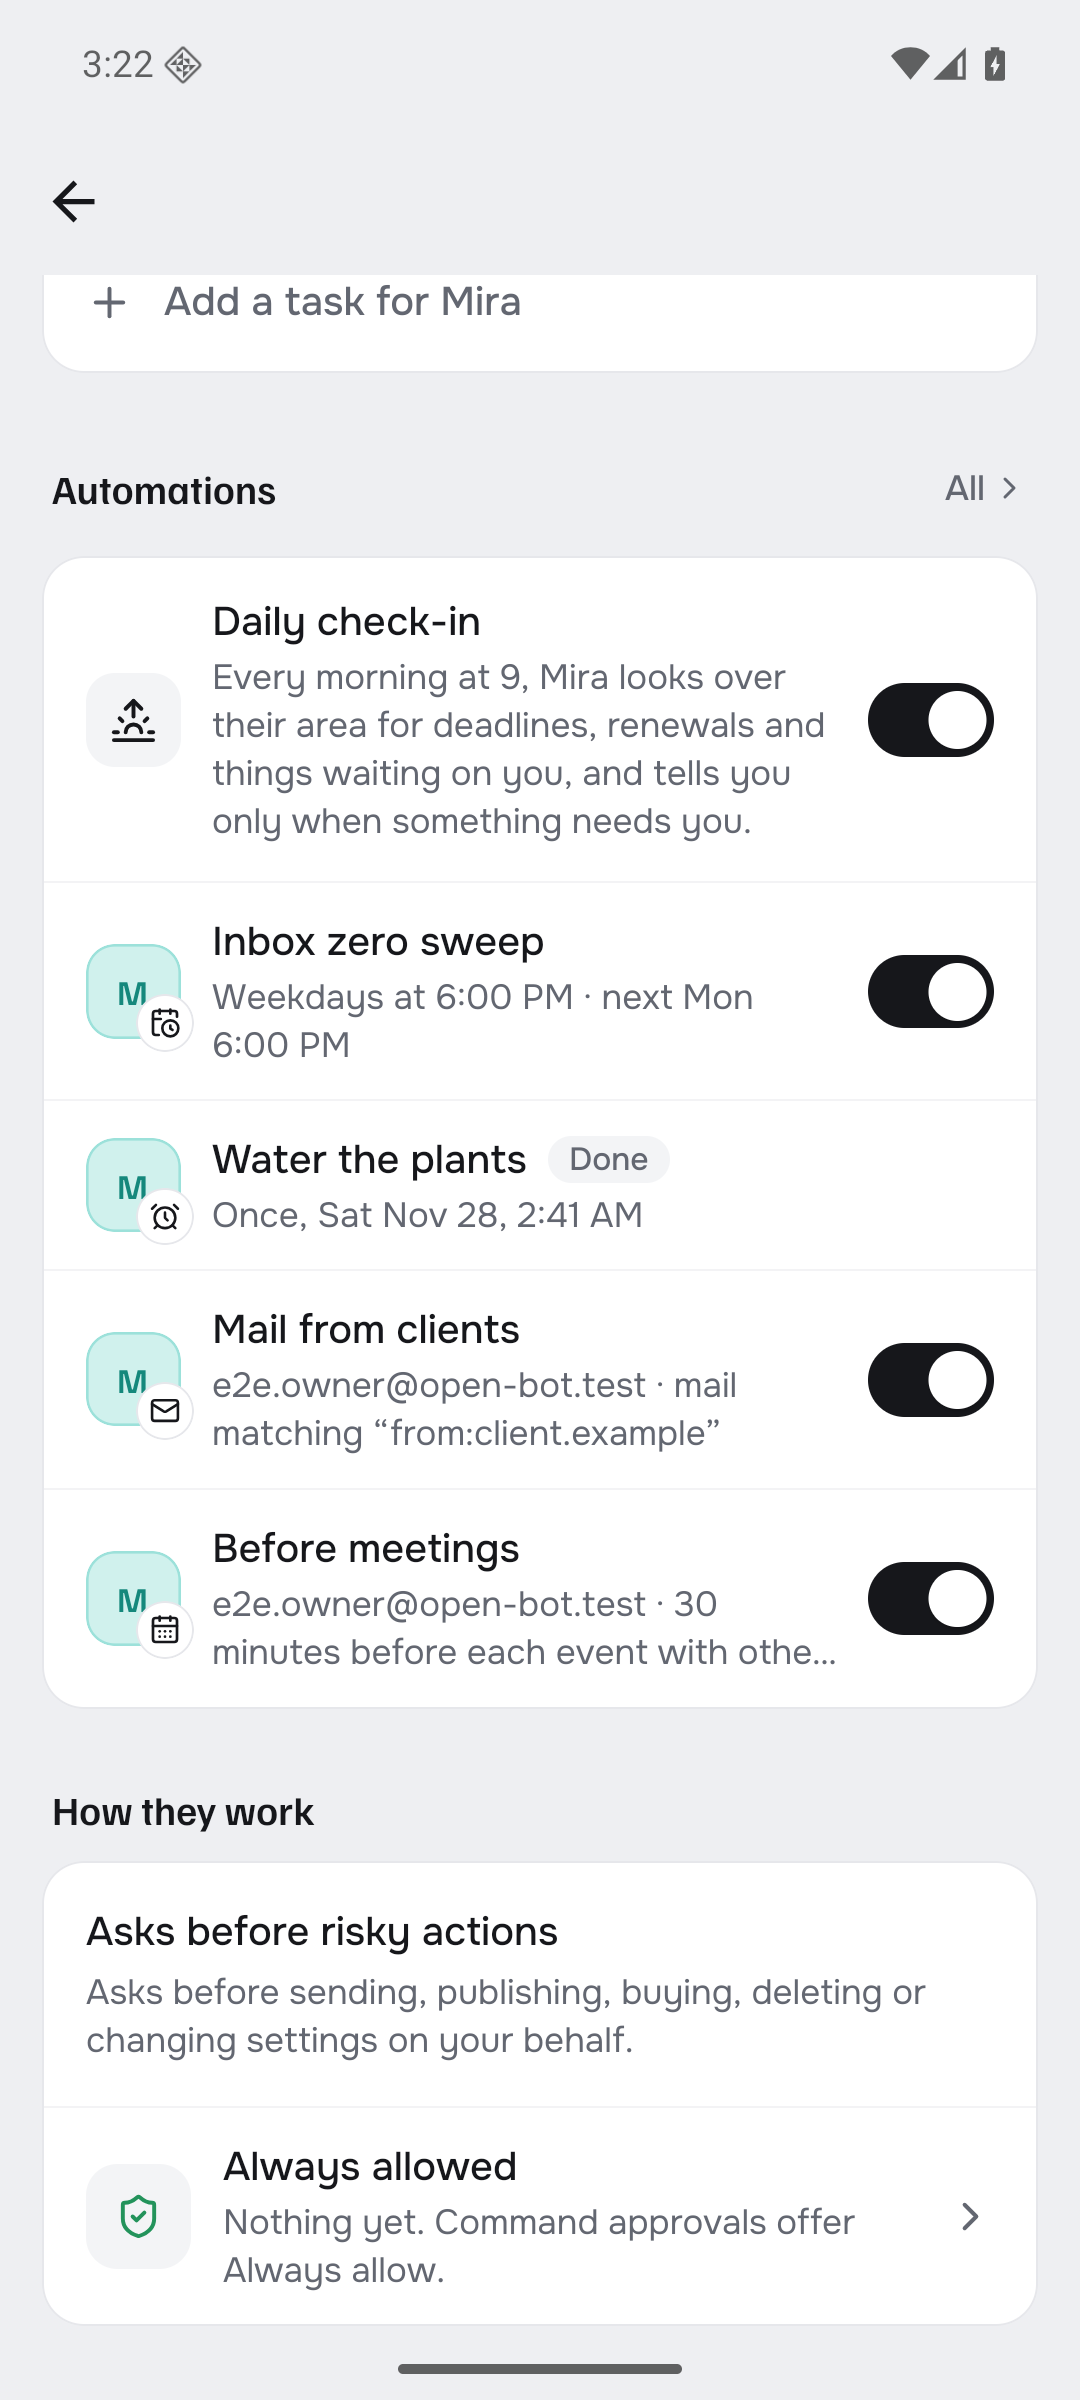 3:22
Add a task for Mira
Automations
All
Daily check-in
Every morning at 9, Mira looks over
their area for deadlines, renewals and
things waiting on you, and tells you
only when something needs you.
M
Inbox zero sweep
Weekdays at 6:00 PM · next Mon
6:00 PM
M
Water the plants
Done
Once, Sat Nov 28, 2:41 AM
M
Mail from clients
e2e.owner@open-bot.test · mail
matching “from:client.example”
M
Before meetings
e2e.owner@open-bot.test · 30
minutes before each event with othe…
How they work
Asks before risky actions
Asks before sending, publishing, buying, deleting or
changing settings on your behalf.
Always allowed
Nothing yet. Command approvals offer
Always allow.